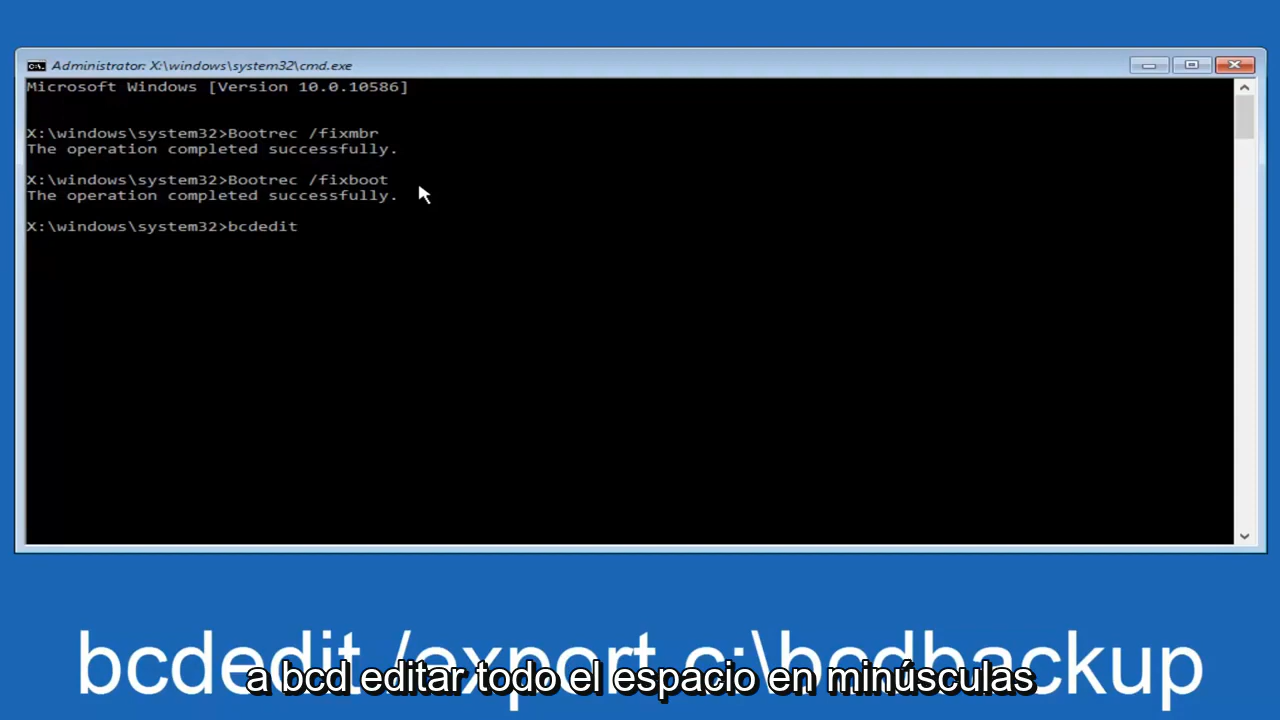 Administrator: X:\windows\system32\cmd.exe
Microsoft Windows [Version 10.0.10586]
X:\windows\system32>Bootrec /fixmbr
The operation completed successfully.
X:\windows\system32>Bootrec /fixboot
The operation completed successfully.
X:\windows\system32>bcdedit
bcdedit /export c:\bcdbackup
a bcd editar todo el espacio en minúsculas